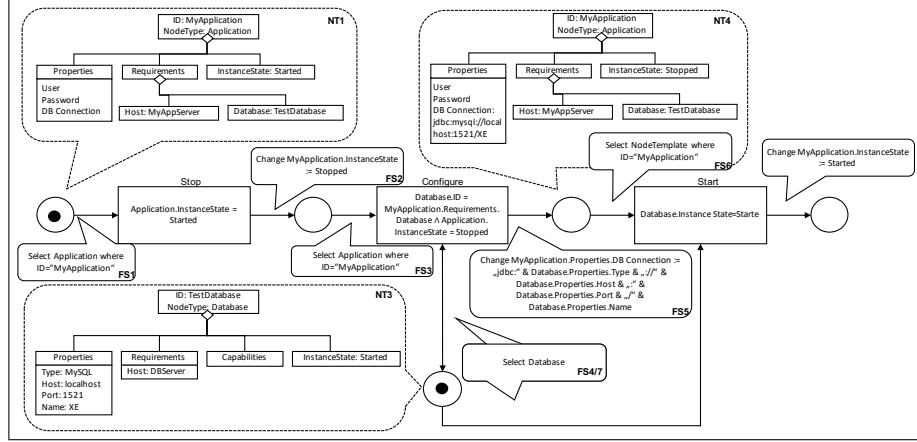 ID: MyApplication
NodeType: Application
NT1
Properties
User
Password
DB Connection
Requirements
InstanceState: Started
Host: MyAppServer
Database: TestDatabase
ID: MyApplication
NodeType: Application
NT4
Properties
User
Password
DB Connection:
jdbc:mysql://local
host:1521/XE
Requirements
InstanceState: Stopped
Host: MyAppServer
Database: TestDatabase
Change MyApplication.InstanceState
:= Stopped
FS2
Select NodeTemplate where
ID="MyApplication"
FS6
Change MyApplication.InstanceState
:= Started
Stop
Application.InstanceState =
Started
Configure
Database.ID =
MyApplication.Requirements.
Database ∧ Application.
InstanceState = Stopped
Start
Database.Instance State=Starte
Select Application where
ID="MyApplication"
FS1
Select Application where
ID="MyApplication"
FS3
Change MyApplication.Properties.DB Connection :=
„jdbc:" & Database.Properties.Type & „://" &
Database.Properties.Host & „:" &
Database.Properties.Port & „/" &
Database.Properties.Name
FS5
ID: TestDatabase
NodeType: Database
NT3
Properties
Type: MySQL
Host: localhost
Port: 1521
Name: XE
Requirements
Host: DBServer
Capabilities
InstanceState: Started
Select Database
FS4/7